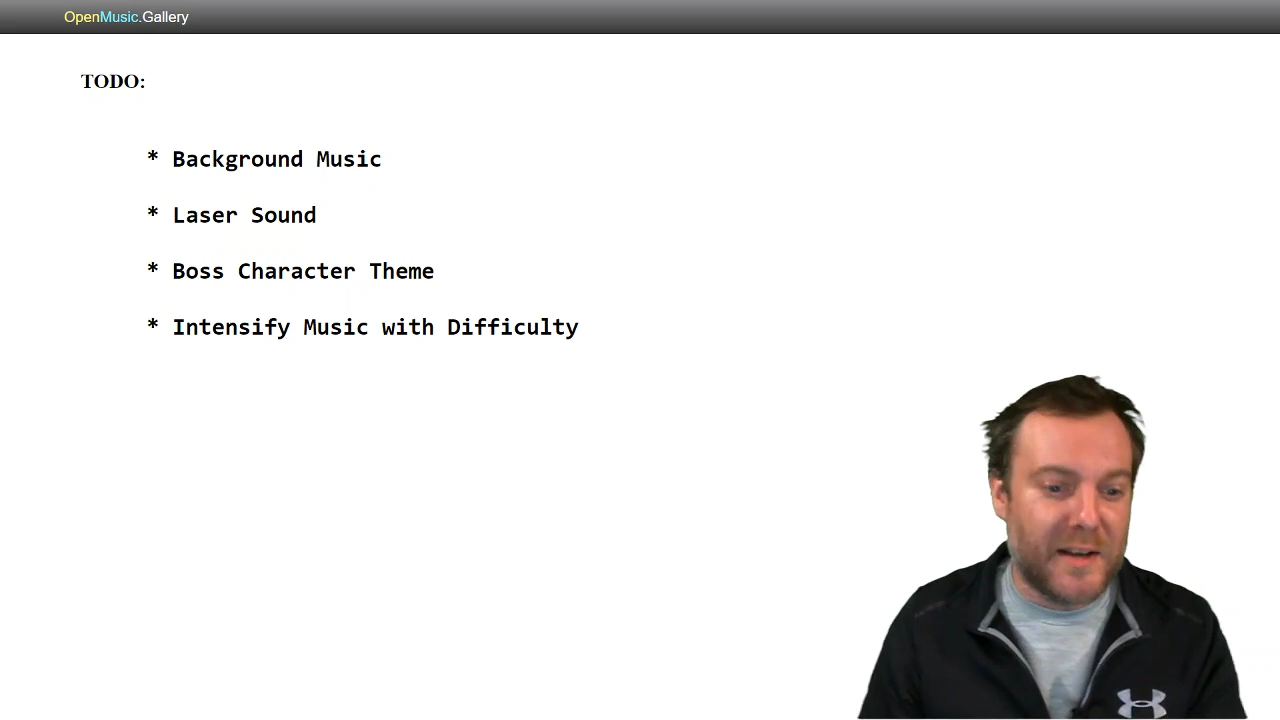 OpenMusic.Gallery
TODO:
* Background Music
* Laser Sound
* Boss Character Theme
* Intensify Music with Difficulty